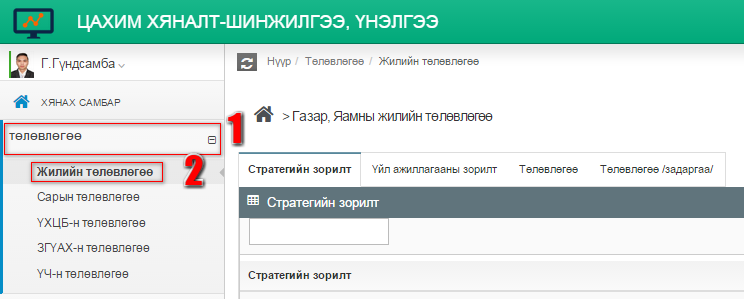 ЦАХИМ ХЯНАЛТ-ШИНЖИЛГЭЭ, ҮНЭЛГЭЭ
Г.Гүндсамба
Нүүр / Төлөвлөгөө / Жилийн төлөвлөгөө
ХЯНАХ САМБАР
> Газар, Яамны жилийн төлөвлөгөө
төлөвлөгөө
1
Жилийн төлөвлөгөө
2
Сарын төлөвлөгөө
ҮХЦБ-н төлөвлөгөө
ЗГҮАХ-н төлөвлөгөө
ҮЧ-н төлөвлөгөө
Стратегийн зорилт Үйл ажиллагааны зорилт Төлөвлөгөө Төлөвлөгөө /задаргаа/
Стратегийн зорилт
Стратегийн зорилт